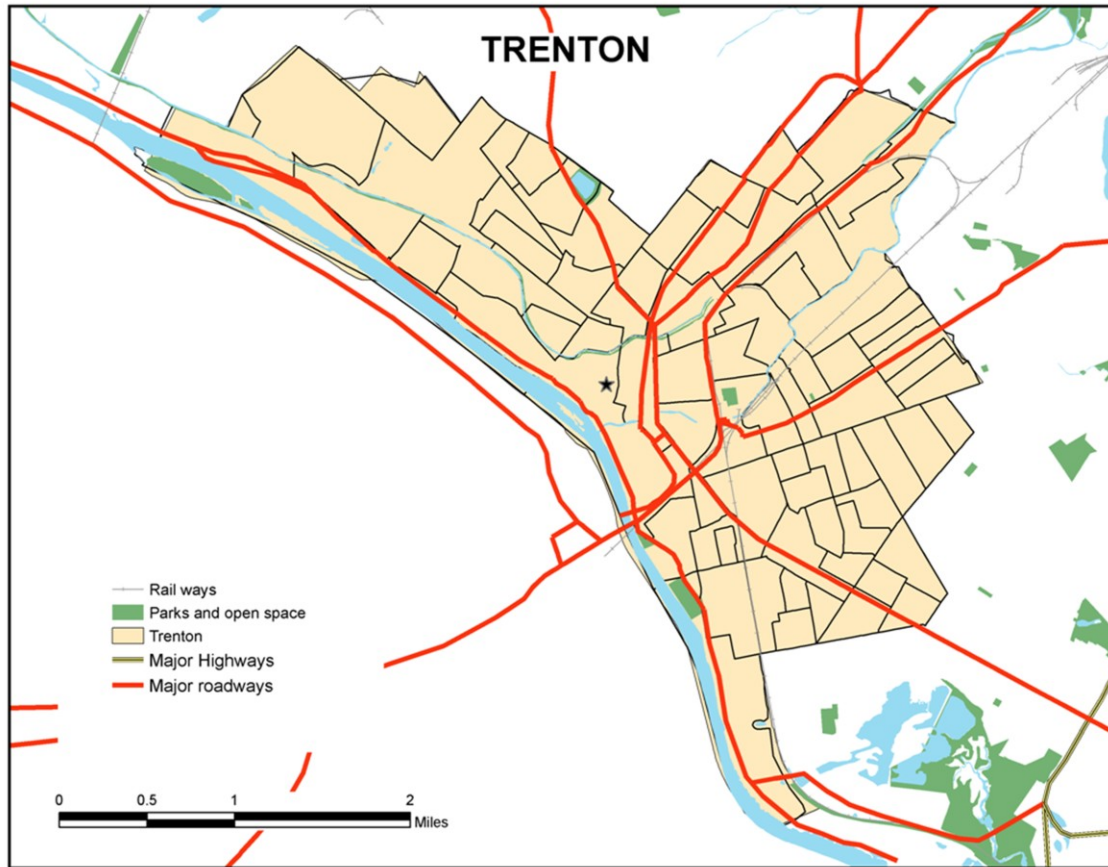 TRENTON
Rail ways
Parks and open space
Trenton
Major Highways
Major roadways
0 0.5 1 2
Miles